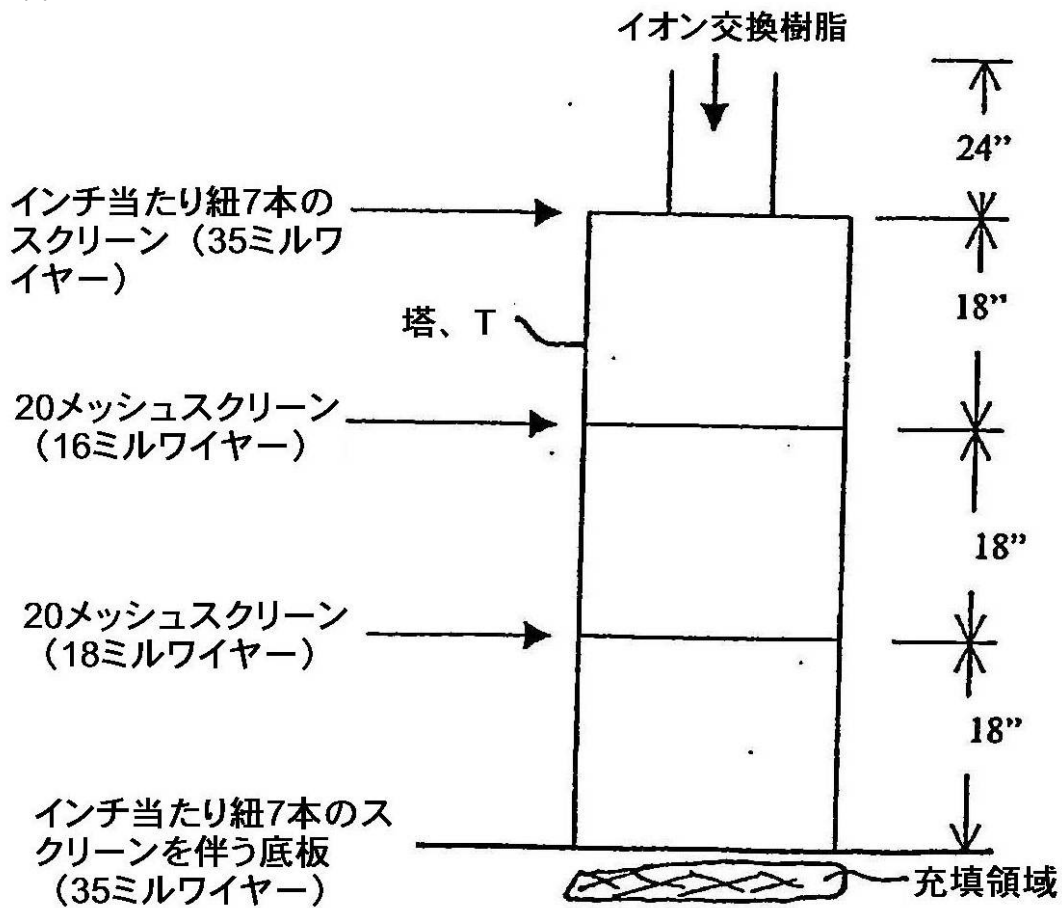 イオン交換樹脂
24”
インチ当たり紐7本の
スクリーン（35ミルワ
イヤー）
18”
塔、T
20メッシュスクリーン
（16ミルワイヤー）
18”
20メッシュスクリーン
（18ミルワイヤー）
18”
インチ当たり紐7本のス
クリーンを伴う底板
（35ミルワイヤー）
充填領域